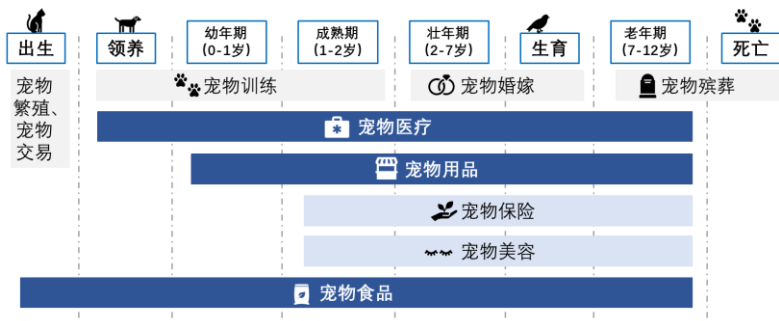 出生
领养
幼年期
(0-1岁)
成熟期
(1-2岁)
壮年期
(2-7岁)
生育
老年期
(7-12岁)
死亡
宠物
繁殖、
宠物
交易
宠物训练
宠物婚嫁
宠物殡葬
宠物医疗
宠物用品
宠物保险
宠物美容
宠物食品